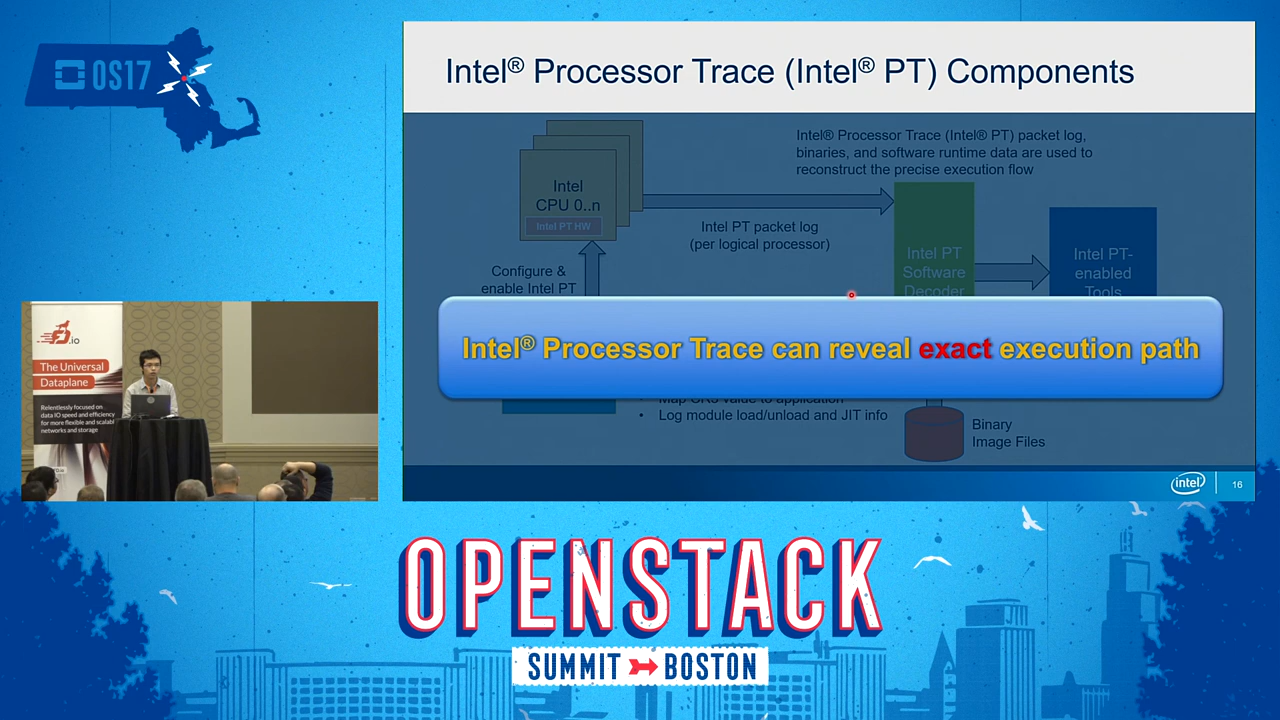 OS17
Intel® Processor Trace (Intel® PT) Components
Intel® Processor Trace (Intel® PT) packet log,
binaries, and software runtime data are used to
reconstruct the precise execution flow
Intel
CPU 0..n
Intel PT HW
Intel PT packet log
(per logical processor)
Configure &
enable Intel PT
Intel PT
Software
Decoder
Intel PT-
enabled
Tools
Intel® Processor Trace can reveal exact execution path
• Map CR3 value to application
• Log module load/unload and JIT info
Binary
Image Files
intel
16
.io
The Universal
Dataplane
Relentlessly focused on
data IO speed and efficiency
for more flexible and scalable
networks and storage
OPENSTACK
SUMMIT BOSTON